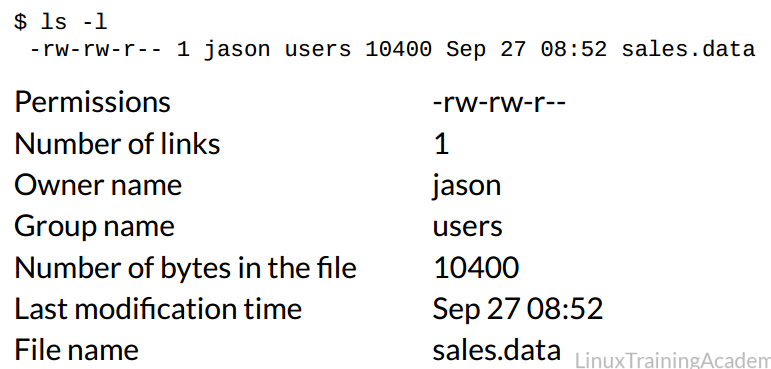 $ ls -l
-rw-rw-r-- 1 jason users 10400 Sep 27 08:52 sales.data
Permissions -rw-rw-r--
Number of links 1
Owner name jason
Group name users
Number of bytes in the file 10400
Last modification time Sep 27 08:52
File name sales.data
LinuxTrainingAcadem